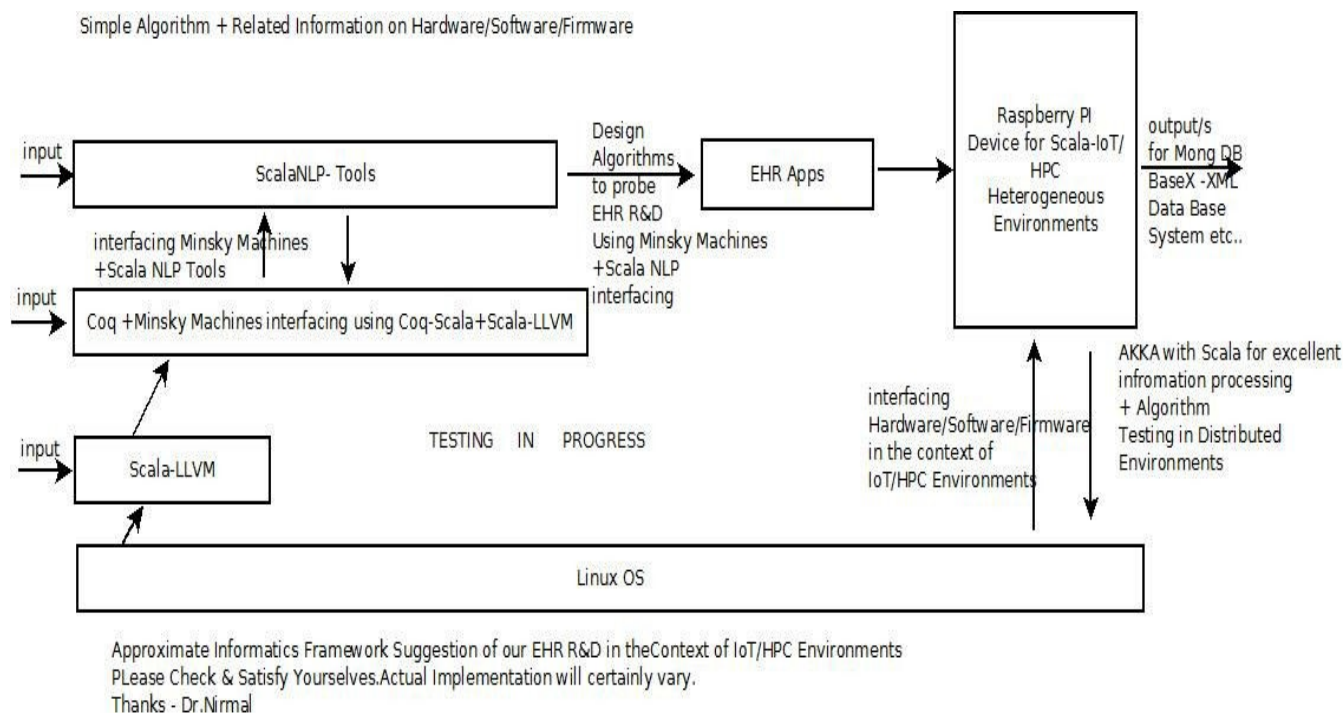 Simple Algorithm + Related Information on Hardware/Software/Firmware
input
ScalaNLP- Tools
Design
Algorithms
to probe
EHR R&D
Using Minsky Machines
+Scala NLP
interfacing
EHR Apps
Raspberry PI
Device for Scala-IoT/
HPC
Heterogeneous
Environments
output/s
for Mong DB
BaseX -XML
Data Base
System etc..
interfacing Minsky Machines
+Scala NLP Tools
input
Coq +Minsky Machines interfacing using Coq-Scala+Scala-LLVM
input
Scala-LLVM
TESTING IN PROGRESS
interfacing
Hardware/Software/Firmware
in the context of
IoT/HPC Environments
AKKA with Scala for excellent
infromation processing
+ Algorithm
Testing in Distributed
Environments
Linux OS
Approximate Informatics Framework Suggestion of our EHR R&D in theContext of IoT/HPC Environments
PLease Check & Satisfy Yourselves.Actual Implementation will certainly vary.
Thanks - Dr.Nirmal